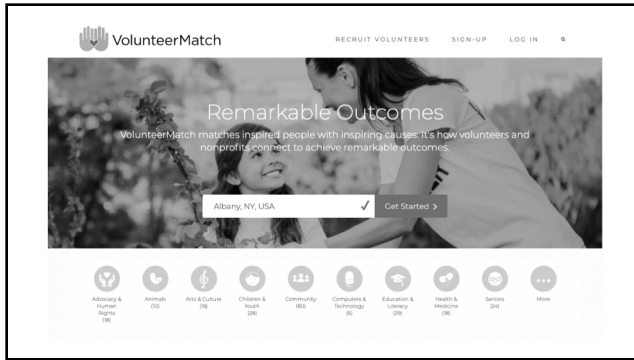 VolunteerMatch
RECRUIT VOLUNTEERS SIGN-UP LOG IN
Remarkable Outcomes
VolunteerMatch matches inspired people with inspiring causes. It's how volunteers and
nonprofits connect to achieve remarkable outcomes.
Albany, NY, USA
Get Started
Advocacy &
Human
Rights
(18)
Animals
(10)
Arts & Culture
(16)
Children &
Youth
(28)
Community
(80)
Computers &
Technology
(6)
Education &
Literacy
(29)
Health &
Medicine
(18)
Seniors
(24)
More